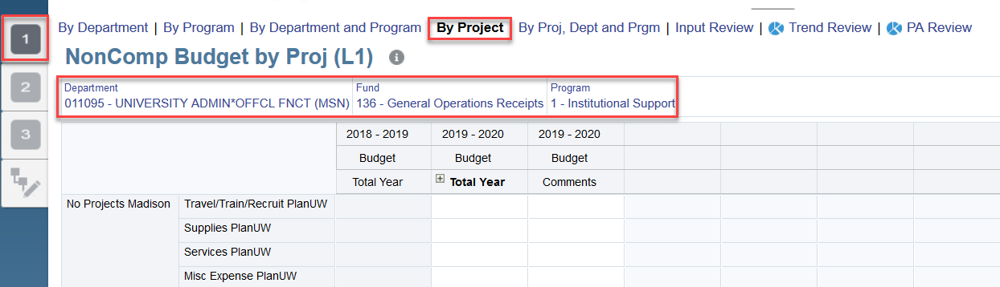 By Department | By Program | By Department and Program | By Project | By Proj, Dept and Prgm | Input Review | Trend Review | PA Review
1
NonComp Budget by Proj (L1)
2
Department Fund Program
011095 - UNIVERSITY ADMIN*OFFCL FNCT (MSN) 136 - General Operations Receipts 1 - Institutional Support
3
2018 - 2019 2019 - 2020 2019 - 2020
Budget Budget Budget
Total Year Total Year Comments
No Projects Madison Travel/Train/Recruit PlanUW
Supplies PlanUW
Services PlanUW
Misc Expense PlanUW